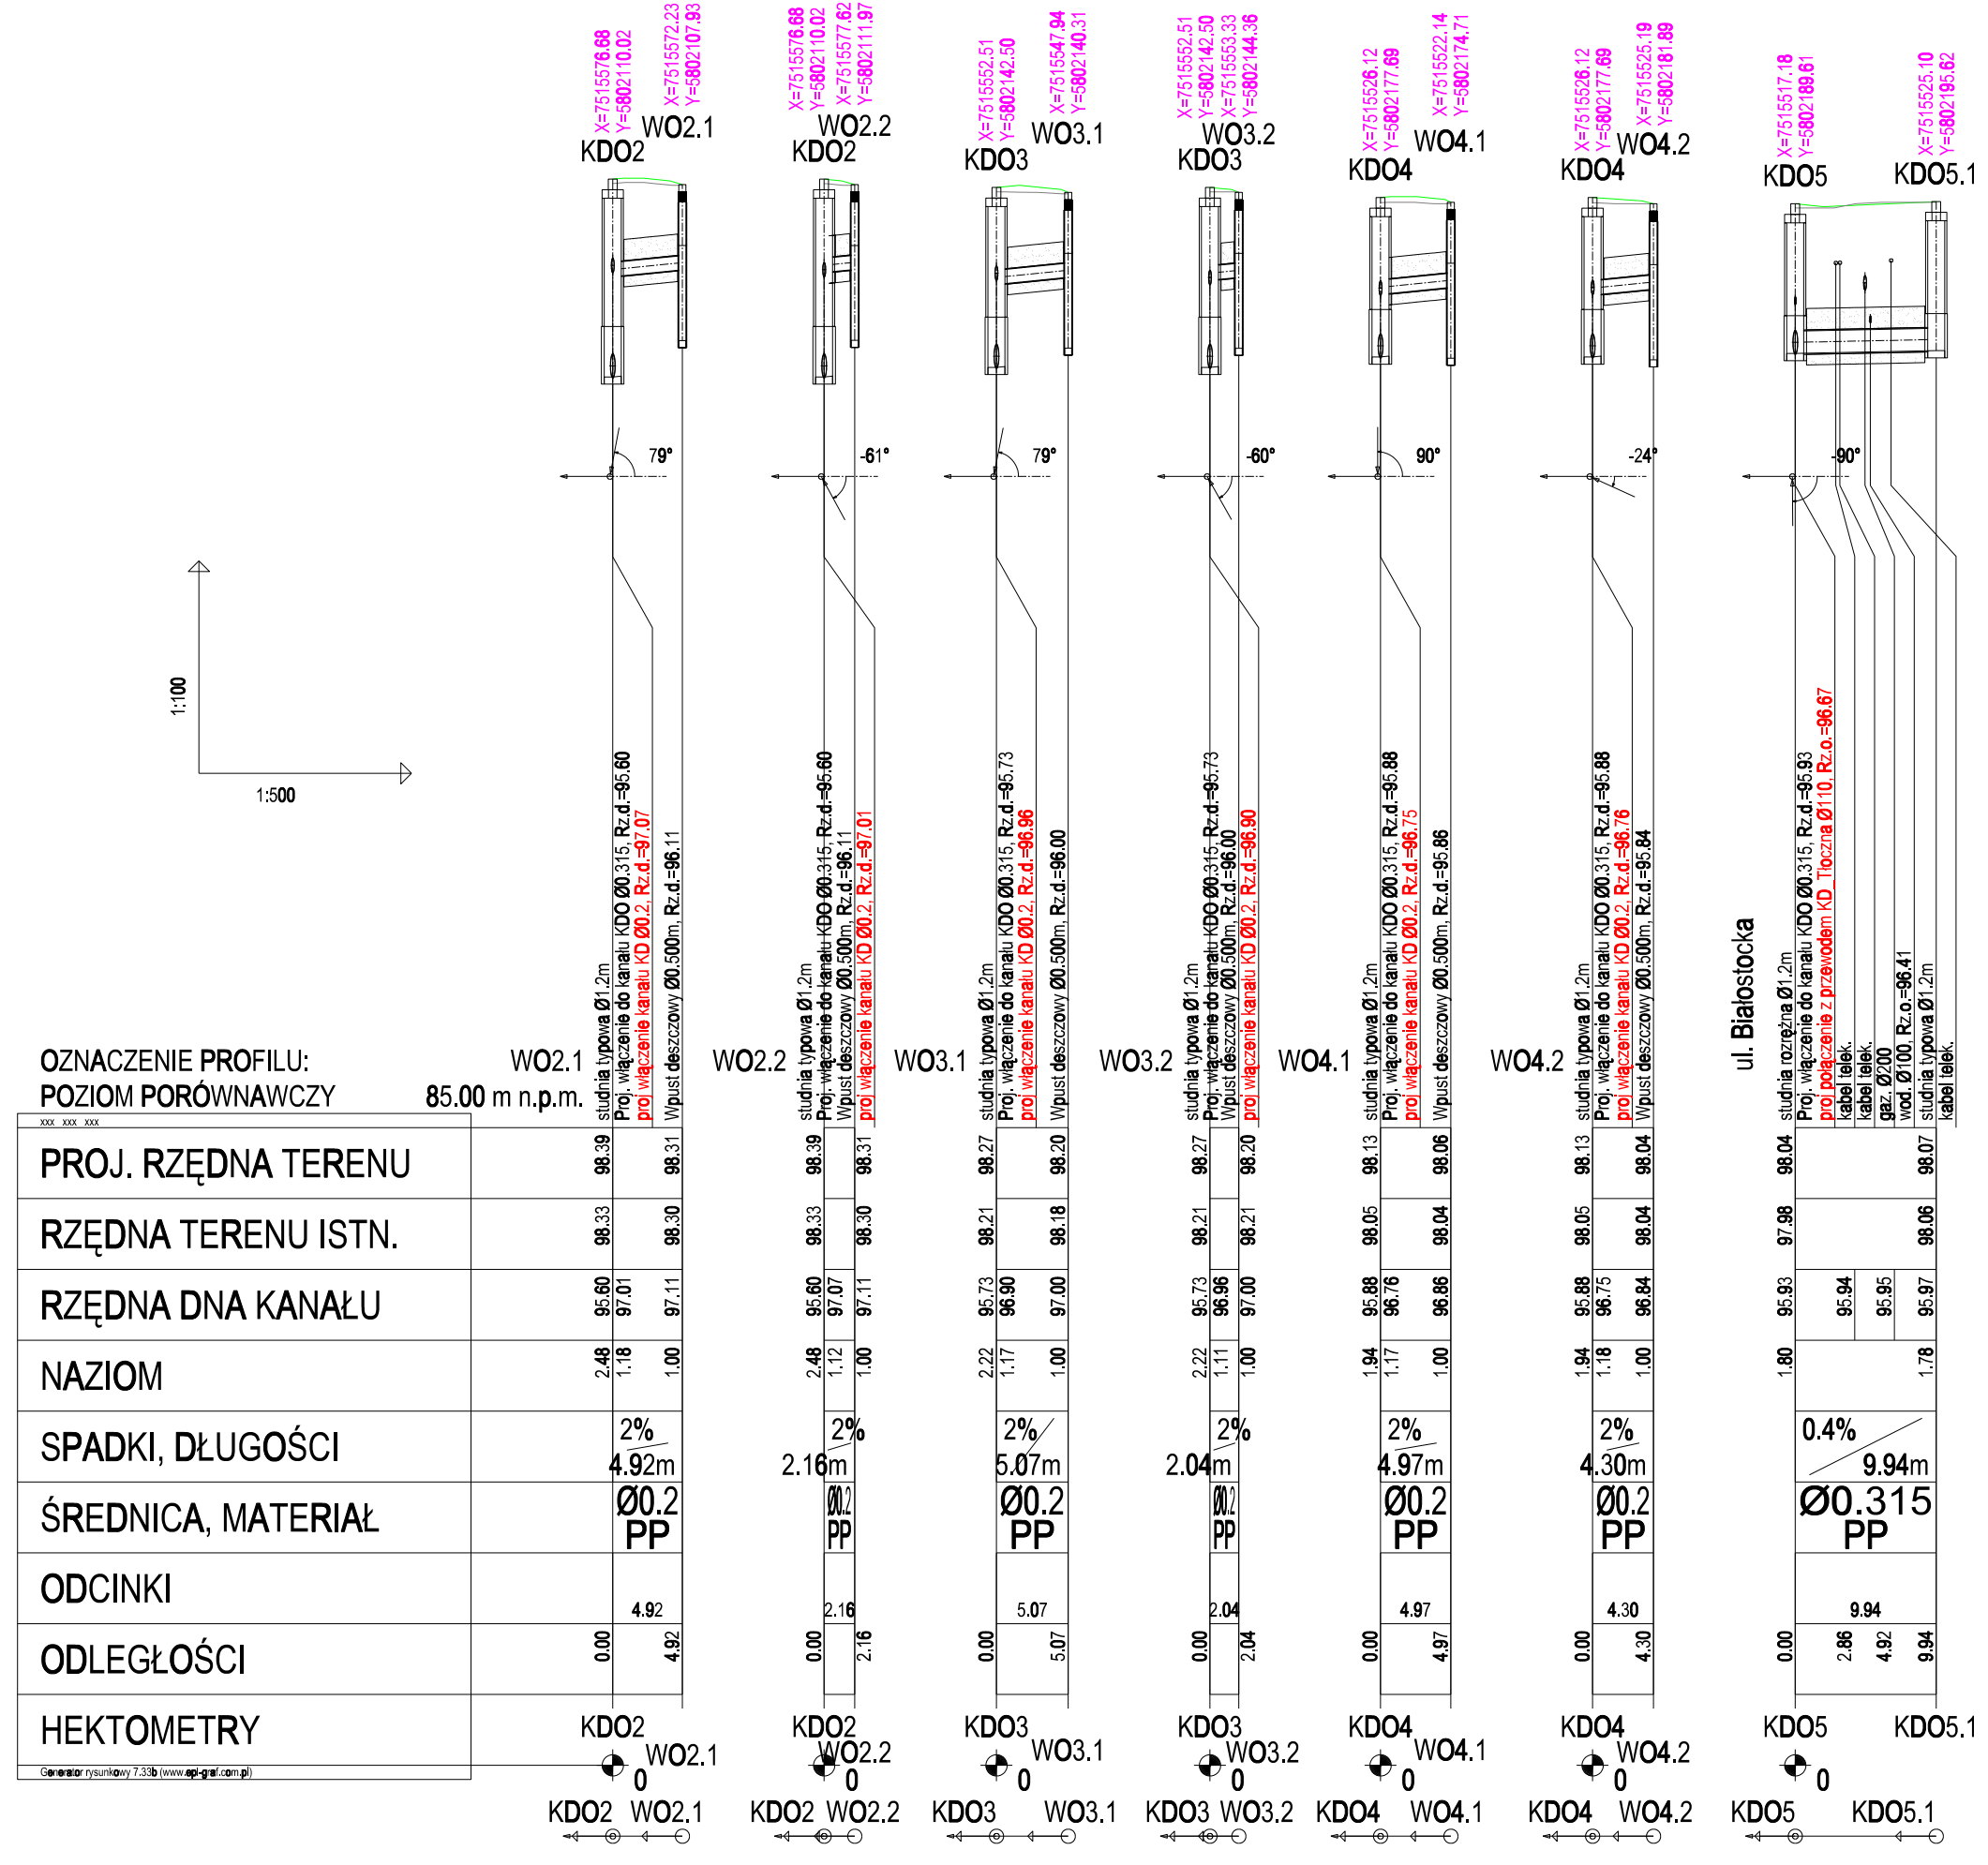 X=7515576.68
Y=5802110.02
X=7515572.23
Y=5802107.93
X=7515576.68
Y=5802110.02
X=7515577.62
Y=5802111.97
X=7515552.51
Y=5802142.50
X=7515547.94
Y=5802140.31
X=7515552.51
Y=5802142.50
X=7515553.33
Y=5802144.36
X=7515526.12
Y=5802177.69
X=7515522.14
Y=5802174.71
X=7515526.12
Y=5802177.69
X=7515525.19
Y=5802181.89
X=7515517.18
Y=5802189.61
X=7515525.10
Y=5802195.62
KDO2 WO2.1
KDO2 WO2.2
KDO3 WO3.1
KDO3 WO3.2
KDO4 WO4.1
KDO4 WO4.2
KDO5 KDO5.1
79° -61° 79° -60° 90° -24° -90°
1:100
1:500
studnia typowa Ø1.2m
Proj. włączenie do kanału KDO Ø0.315, Rz.d.=95.60
proj włączenie kanału KD Ø0.2, Rz.d.=97.07
Wpust deszczowy Ø0.500m, Rz.d.=96.11
studnia typowa Ø1.2m
Proj. włączenie do kanału KDO Ø0.315, Rz.d.=95.60
Wpust deszczowy Ø0.500m, Rz.d.=96.11
proj włączenie kanału KD Ø0.2, Rz.d.=97.01
studnia typowa Ø1.2m
Proj. włączenie do kanału KDO Ø0.315, Rz.d.=95.73
proj włączenie kanału KD Ø0.2, Rz.d.=96.96
Wpust deszczowy Ø0.500m, Rz.d.=96.00
studnia typowa Ø1.2m
Proj. włączenie do kanału KDO Ø0.315, Rz.d.=95.73
Wpust deszczowy Ø0.500m, Rz.d.=96.00
proj włączenie kanału KD Ø0.2, Rz.d.=96.90
studnia typowa Ø1.2m
Proj. włączenie do kanału KDO Ø0.315, Rz.d.=95.88
proj włączenie kanału KD Ø0.2, Rz.d.=96.75
Wpust deszczowy Ø0.500m, Rz.d.=95.86
studnia typowa Ø1.2m
Proj. włączenie do kanału KDO Ø0.315, Rz.d.=95.88
proj włączenie kanału KD Ø0.2, Rz.d.=96.76
Wpust deszczowy Ø0.500m, Rz.d.=95.84
ul. Białostocka
studnia rozprężna Ø1.2m
Proj. włączenie do kanału KDO Ø0.315, Rz.d.=95.93
proj połączenie z przewodem KD_Tłoczna Ø110, Rz.o.=96.67
kabel telek.
kabel telek.
gaz. Ø200
wod. Ø100, Rz.o.=96.41
studnia typowa Ø1.2m
kabel telek.
OZNACZENIE PROFILU: WO2.1 WO2.2 WO3.1 WO3.2 WO4.1 WO4.2
POZIOM PORÓWNAWCZY 85.00 m n.p.m.
xxx xxx xxx
PROJ. RZĘDNA TERENU 98.39 98.31 98.39 98.31 98.27 98.20 98.27 98.20 98.13 98.06 98.13 98.04 98.04 98.07
RZĘDNA TERENU ISTN. 98.33 98.30 98.33 98.30 98.21 98.18 98.21 98.21 98.05 98.04 98.05 98.04 97.98 98.06
RZĘDNA DNA KANAŁU 95.60 97.01 97.11 95.60 97.07 97.11 95.73 96.90 97.00 95.73 96.96 97.00 95.88 96.76 96.86 95.88 96.75 96.84 95.93 95.94 95.95 95.97
NAZIOM 2.48 1.18 1.00 2.48 1.12 1.00 2.22 1.17 1.00 2.22 1.11 1.00 1.94 1.17 1.00 1.94 1.18 1.00 1.80 1.78
SPADKI, DŁUGOŚCI 2% 4.92m 2% 2.16m 2% 5.07m 2% 2.04m 2% 4.97m 2% 4.30m 0.4% 9.94m
ŚREDNICA, MATERIAŁ Ø0.2 PP Ø0.2 PP Ø0.2 PP Ø0.2 PP Ø0.2 PP Ø0.2 PP Ø0.315 PP
ODCINKI 4.92 2.16 5.07 2.04 4.97 4.30 9.94
ODLEGŁOŚCI 0.00 4.92 0.00 2.16 0.00 5.07 0.00 2.04 0.00 4.97 0.00 4.30 0.00 2.86 4.92 9.94
HEKTOMETRY KDO2 WO2.1 KDO2 WO2.2 KDO3 WO3.1 KDO3 WO3.2 KDO4 WO4.1 KDO4 WO4.2 KDO5 KDO5.1
Generator rysunkowy 7.33b (www.epl-graf.com.pl)
0 0 0 0 0 0 0
KDO2 WO2.1 KDO2 WO2.2 KDO3 WO3.1 KDO3 WO3.2 KDO4 WO4.1 KDO4 WO4.2 KDO5 KDO5.1